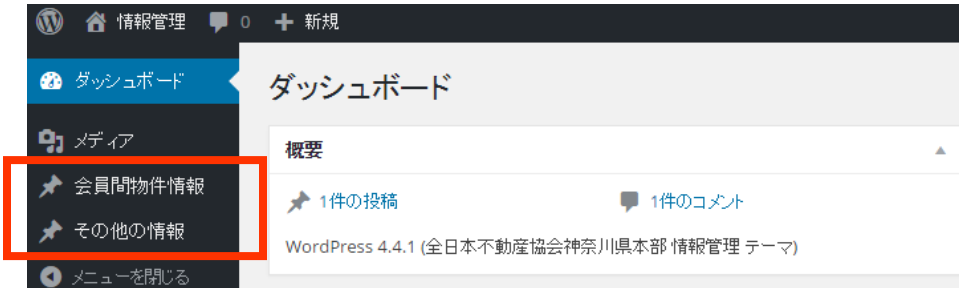 情報管理 0 新規
ダッシュボード
メディア
会員間物件情報
その他の情報
メニューを閉じる
ダッシュボード
概要
1件の投稿 1件のコメント
WordPress 4.4.1 (全日本不動産協会神奈川県本部 情報管理 テーマ)